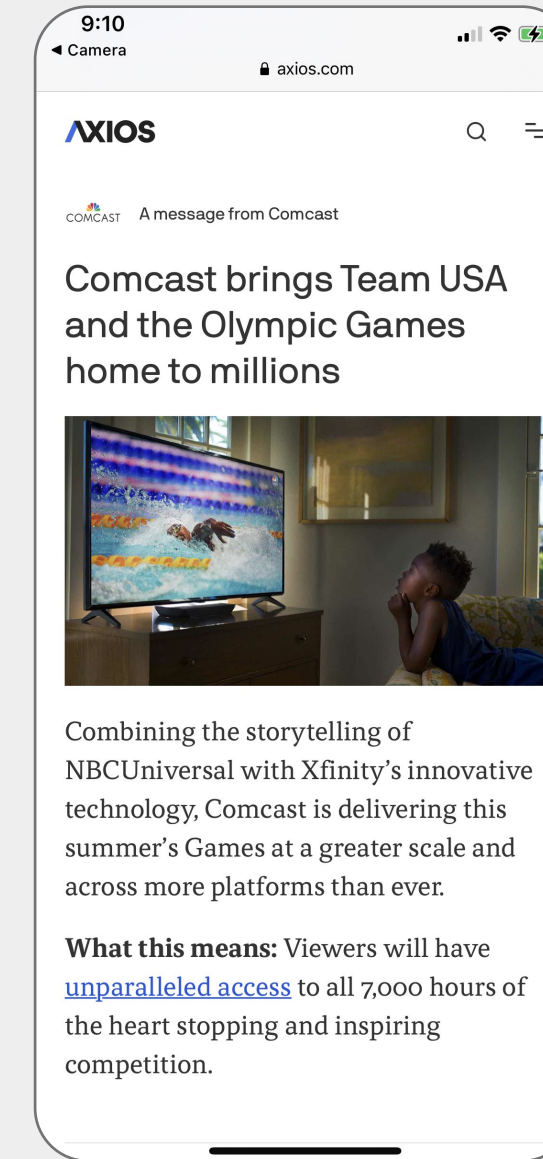 9:10
◀ Camera
axios.com
AXIOS
COMCAST A message from Comcast
Comcast brings Team USA
and the Olympic Games
home to millions
Combining the storytelling of
NBCUniversal with Xfinity’s innovative
technology, Comcast is delivering this
summer’s Games at a greater scale and
across more platforms than ever.
What this means: Viewers will have
unparalleled access to all 7,000 hours of
the heart stopping and inspiring
competition.